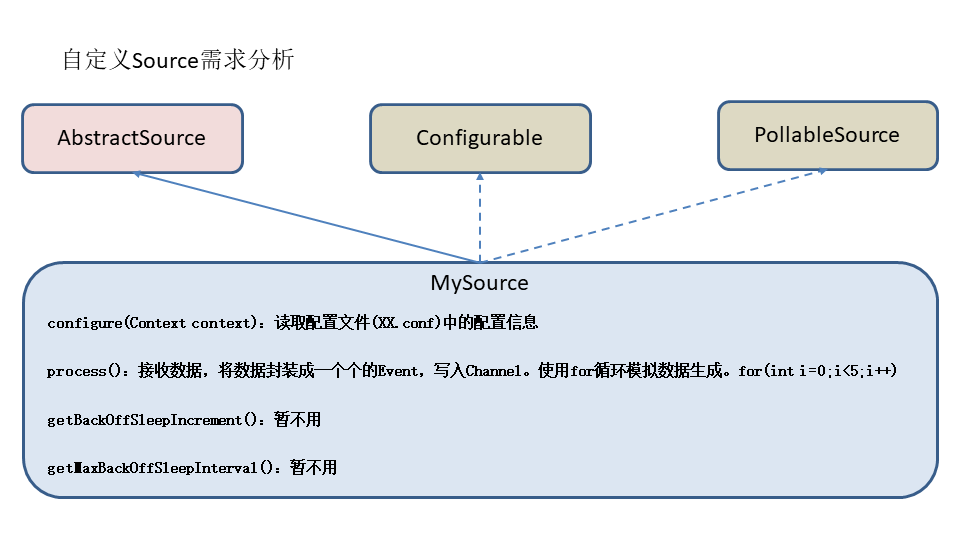 自定义Source需求分析
AbstractSource
Configurable
PollableSource
MySource
configure(Context context)：读取配置文件(XX.conf)中的配置信息
process()：接收数据，将数据封装成一个个的Event，写入Channel。使用for循环模拟数据生成。for(int i=0;i<5;i++)
getBackOffSleepIncrement()：暂不用
getMaxBackOffSleepInterval()：暂不用